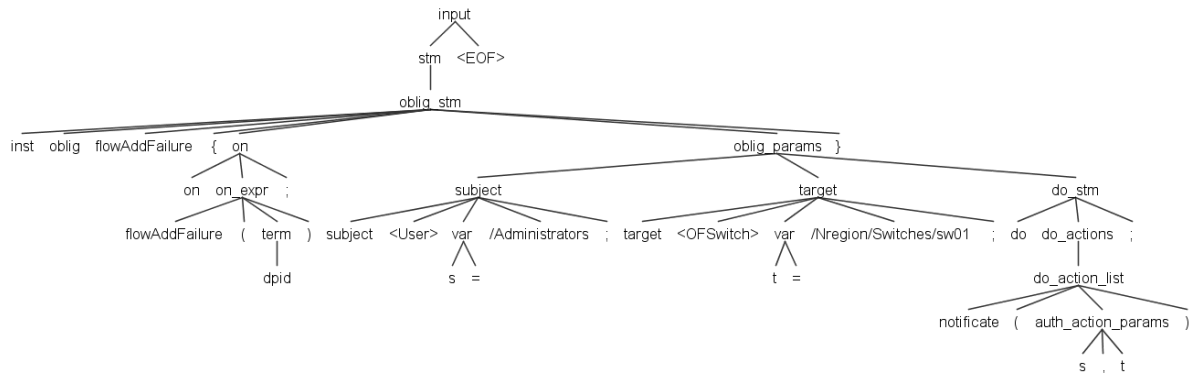 input
stm <EOF>
oblig_stm
inst oblig flowAddFailure { on oblig_params }
on on_expr ; subject target do_stm
flowAddFailure ( term ) subject <User> var /Administrators ; target <OFSwitch> var /Nregion/Switches/sw01 ; do do_actions ;
dpid s = t = do_action_list
notificate ( auth_action_params )
s , t